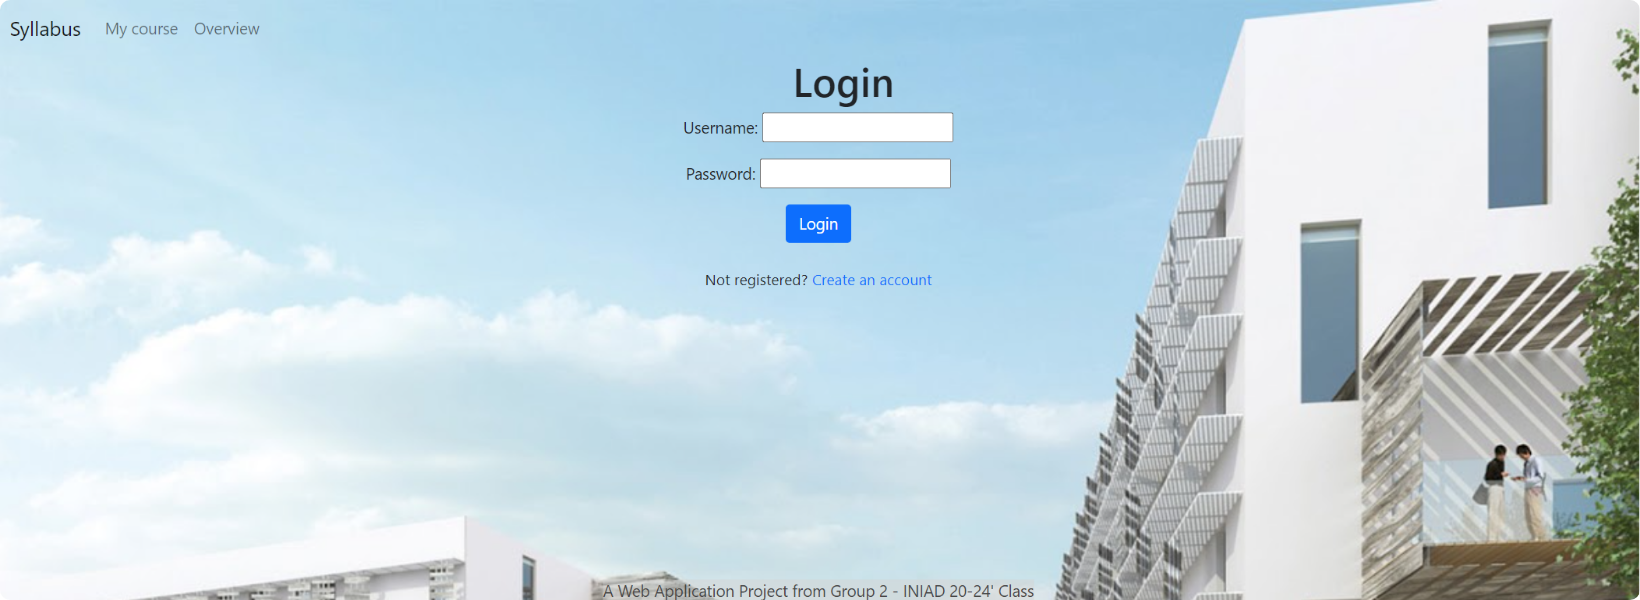 Syllabus My course Overview
Login
Username:
Password:
Login
Not registered? Create an account
A Web Application Project from Group 2 - INIAD 20-24' Class